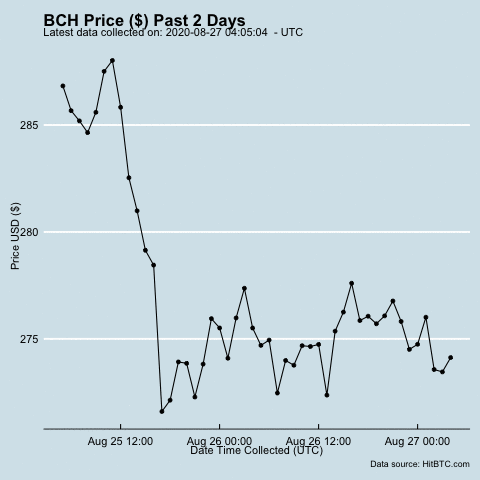 BCH Price ($) Past 2 Days
Latest data collected on: 2020-08-27 04:05:04 - UTC
285
280
275
Price USD ($)
Aug 25 12:00 Aug 26 00:00 Aug 26 12:00 Aug 27 00:00
Date Time Collected (UTC)
Data source: HitBTC.com